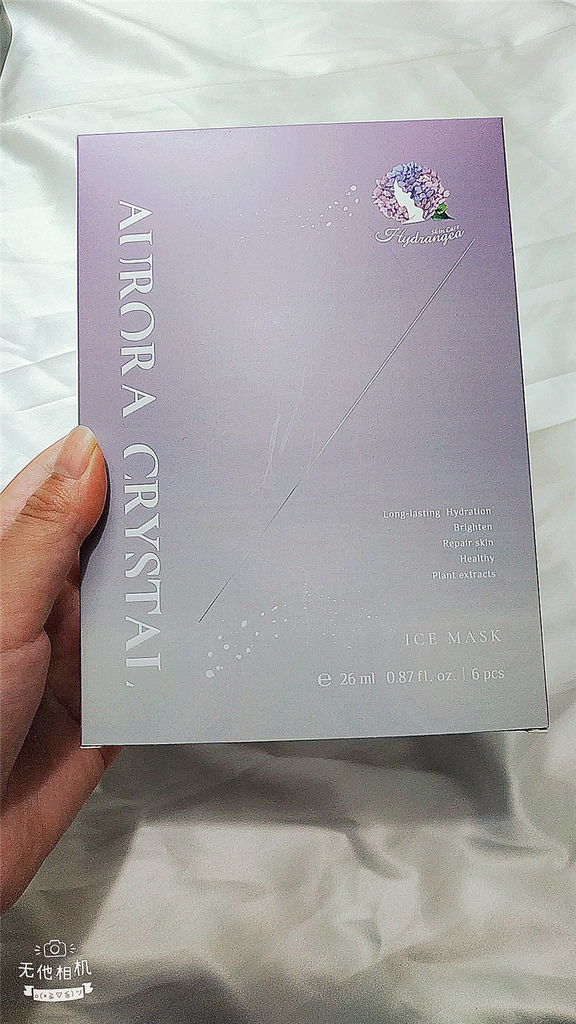 AURORA CRYSTAL
Skin Care
Hydrangea
Long-lasting Hydration
Brighten
Repair skin
Healthy
Plant extracts
ICE MASK
℮ 26 ml 0.87 fl. oz. | 6 pcs
无他相机